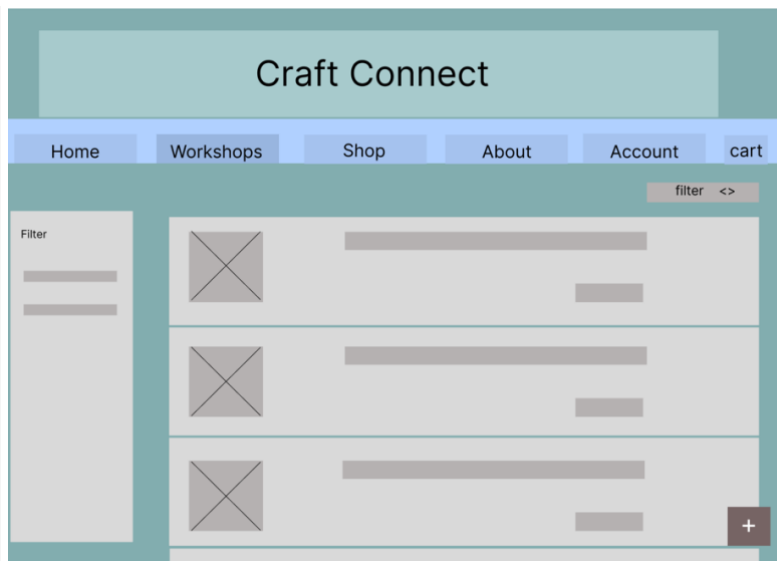 Craft Connect
Home Workshops Shop About Account cart
filter <>
Filter
+